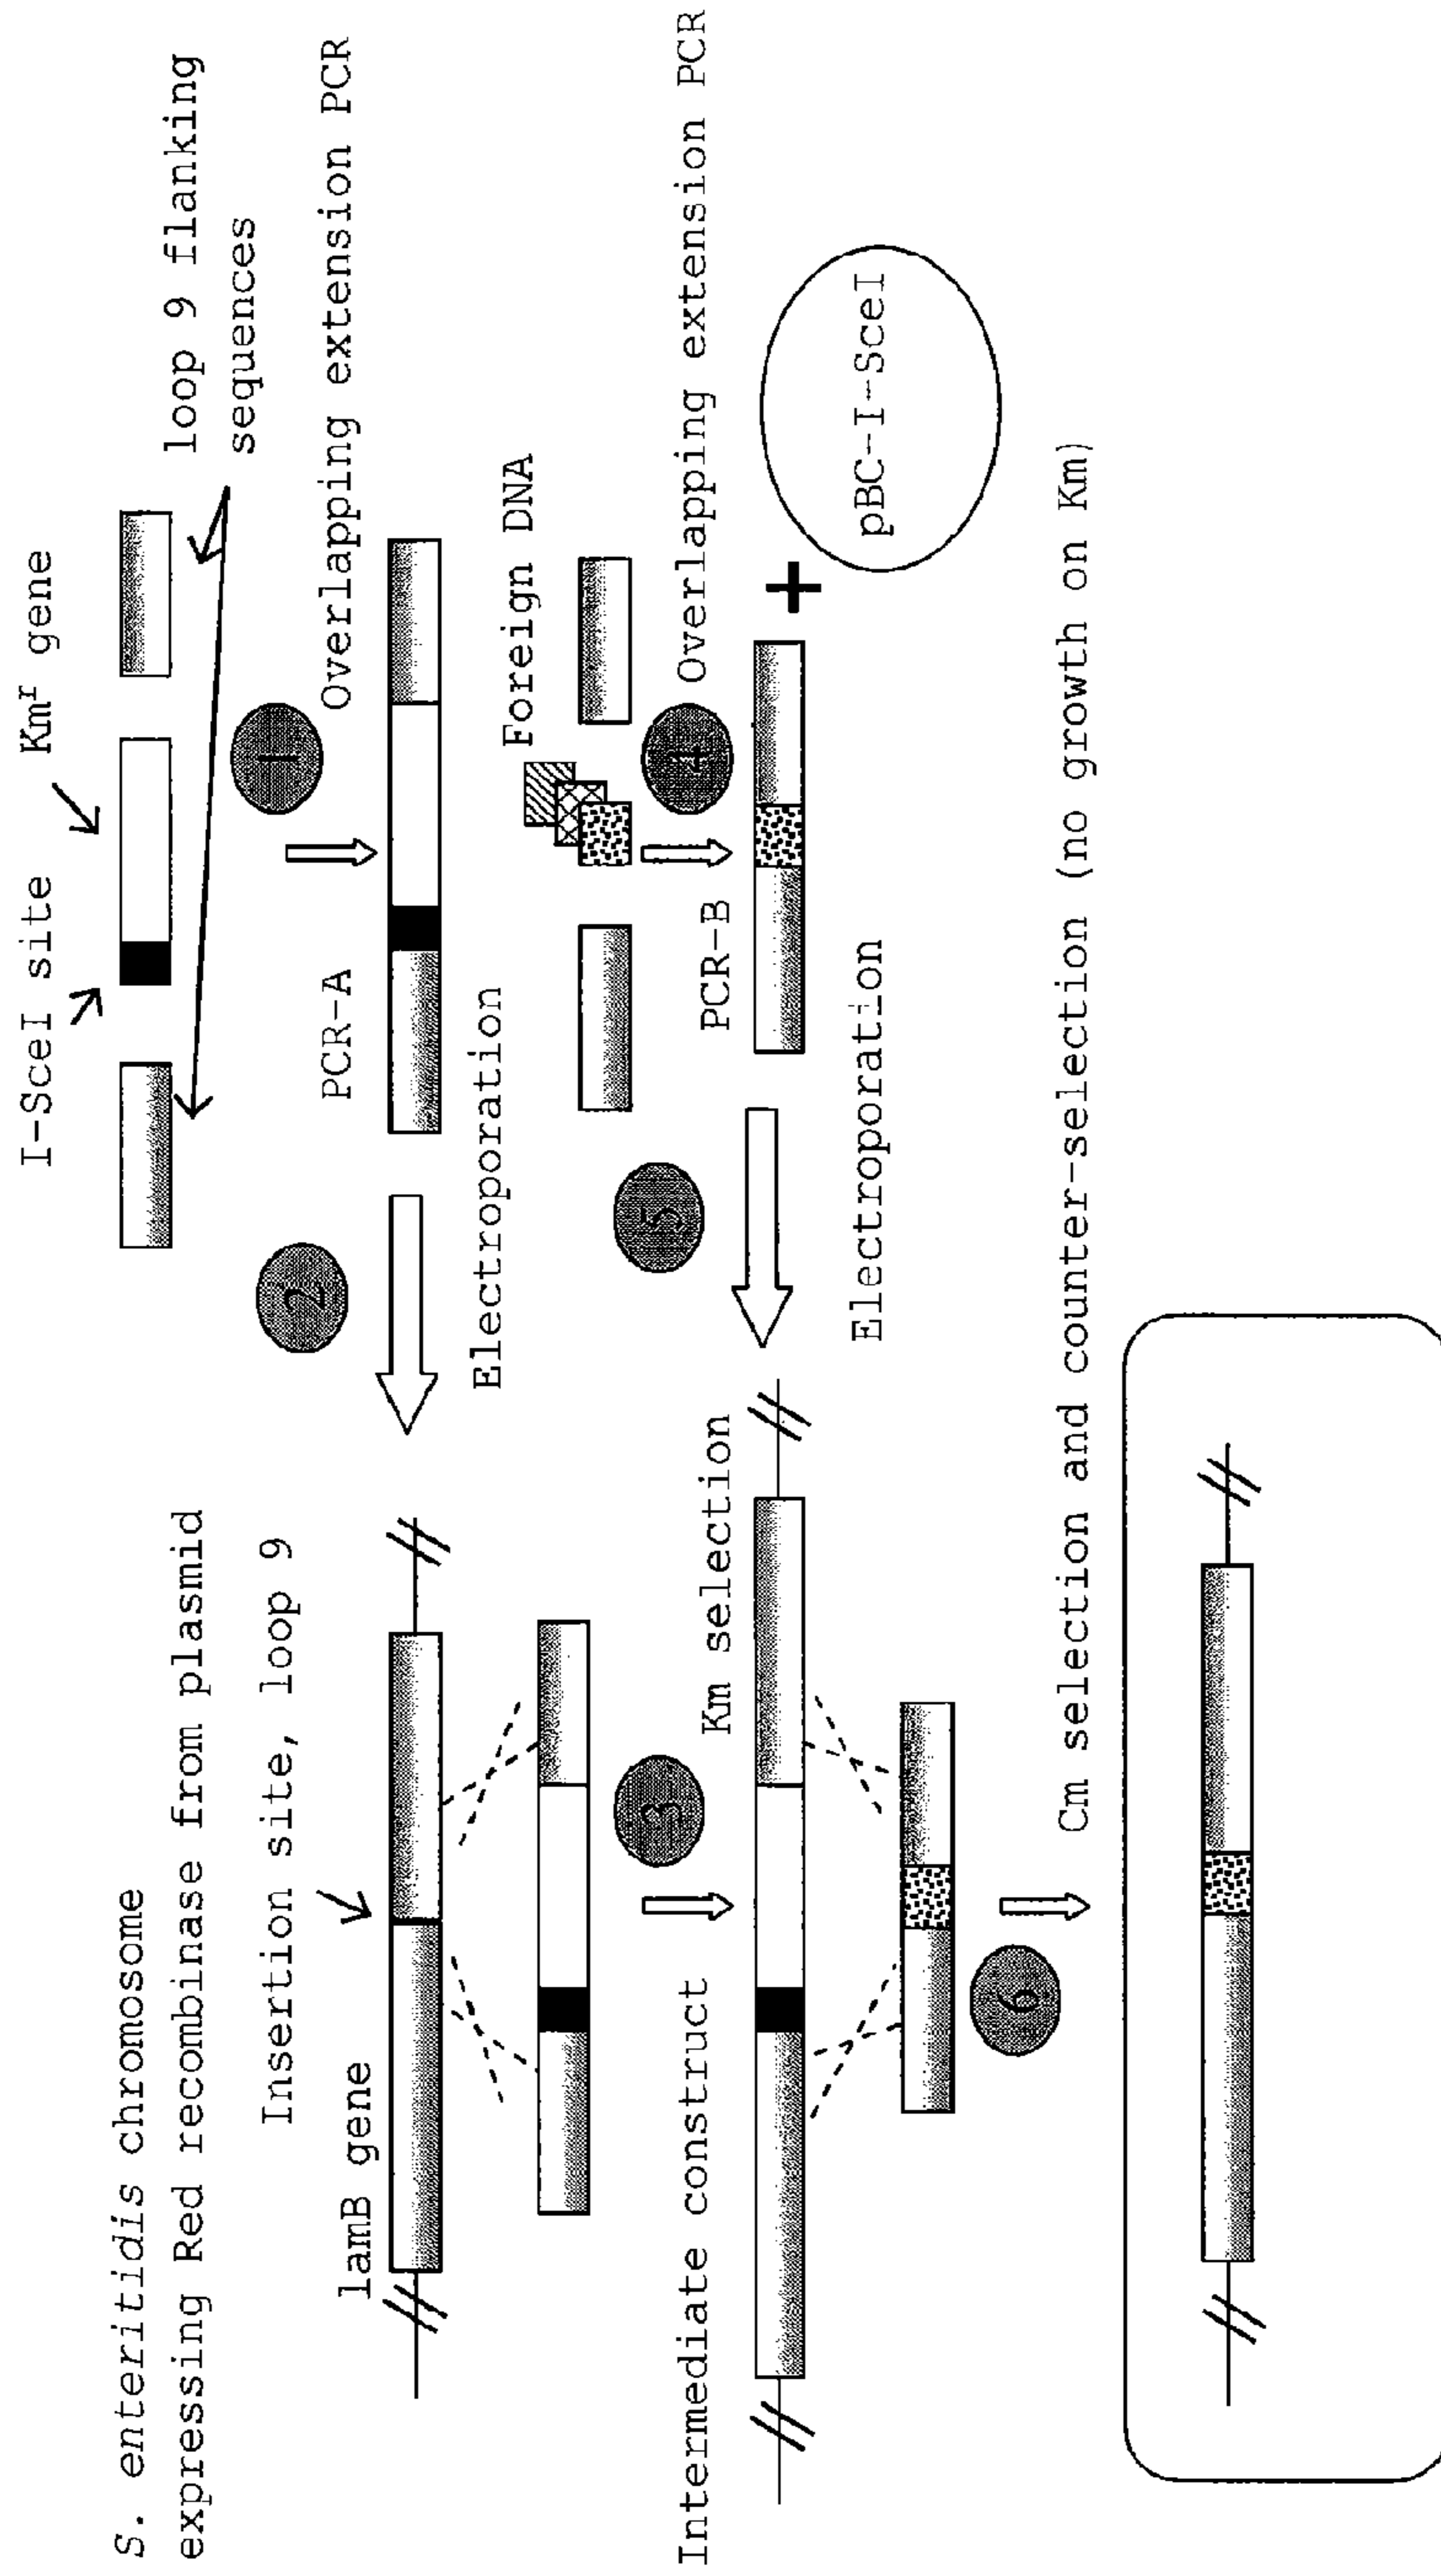 S. enteritidis chromosome
expressing Red recombinase from plasmid
Insertion site, loop 9
lamB gene
I-SceI site
Kmʳ gene
loop 9 flanking
sequences
1
Overlapping extension PCR
PCR-A
2
Electroporation
3
Intermediate construct
Km selection
Foreign DNA
4
Overlapping extension PCR
PCR-B
+
pBC-I-SceI
5
Electroporation
6
Cm selection and counter-selection (no growth on Km)